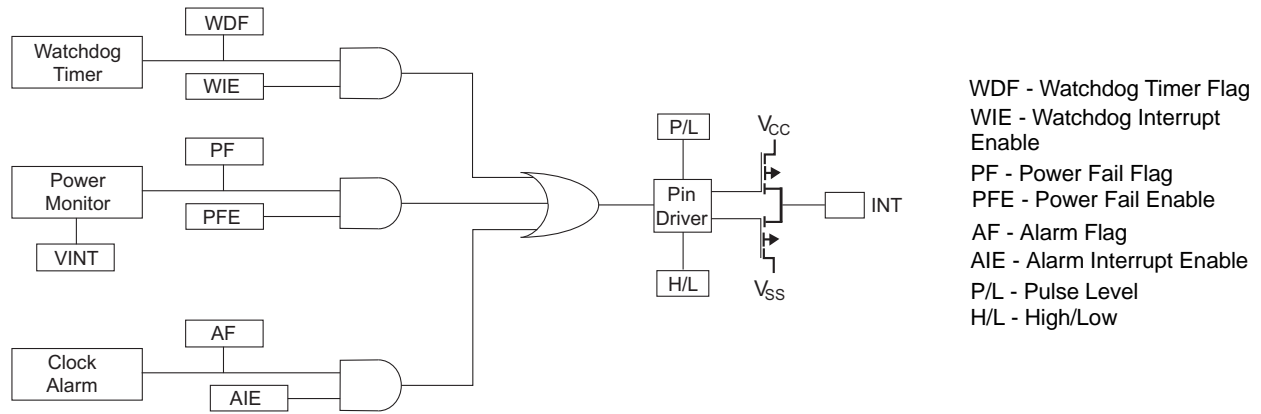 WDF
Watchdog
Timer
WIE
PF
Power
Monitor
PFE
VINT
AF
Clock
Alarm
AIE
P/L
Pin
Driver
H/L
VCC
VSS
INT
WDF - Watchdog Timer Flag
WIE - Watchdog Interrupt
Enable
PF - Power Fail Flag
PFE - Power Fail Enable
AF - Alarm Flag
AIE - Alarm Interrupt Enable
P/L - Pulse Level
H/L - High/Low